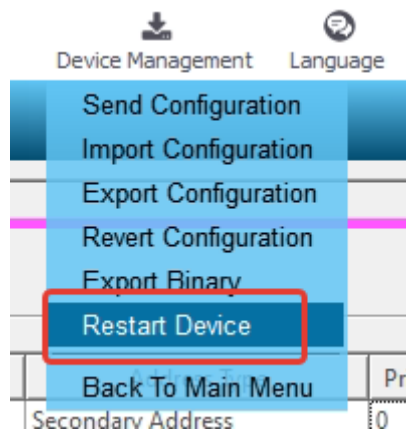 Device Management Language
Send Configuration
Import Configuration
Export Configuration
Revert Configuration
Export Binary
Restart Device
Back To Main Menu
Pr
Secondary Address
0